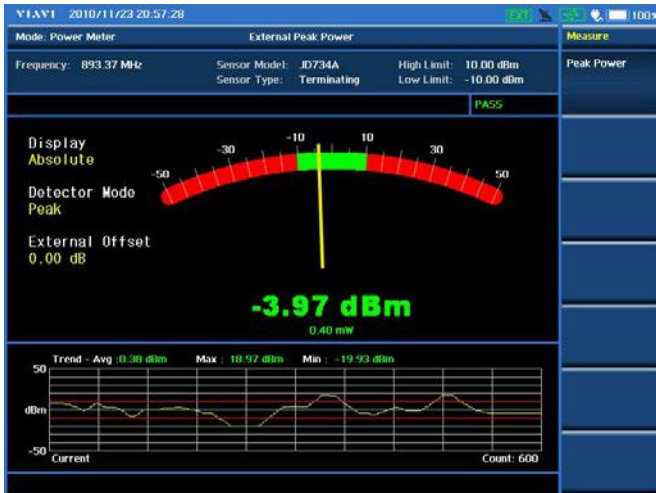 VIAVI 2010/11/23 20:57:28 EXT 100%
Mode: Power Meter External Peak Power Measure
Frequency: 893.37 MHz Sensor Model: JD734A High Limit: 10.00 dBm Peak Power
Sensor Type: Terminating Low Limit: -10.00 dBm
PASS
Display
Absolute
Detector Mode
Peak
External Offset
0.00 dB
-50 -30 -10 10 30 50
-3.97 dBm
0.40 mW
Trend - Avg :0.38 dBm Max : 18.97 dBm Min : -19.93 dBm
50
dBm
-50
Current Count: 600